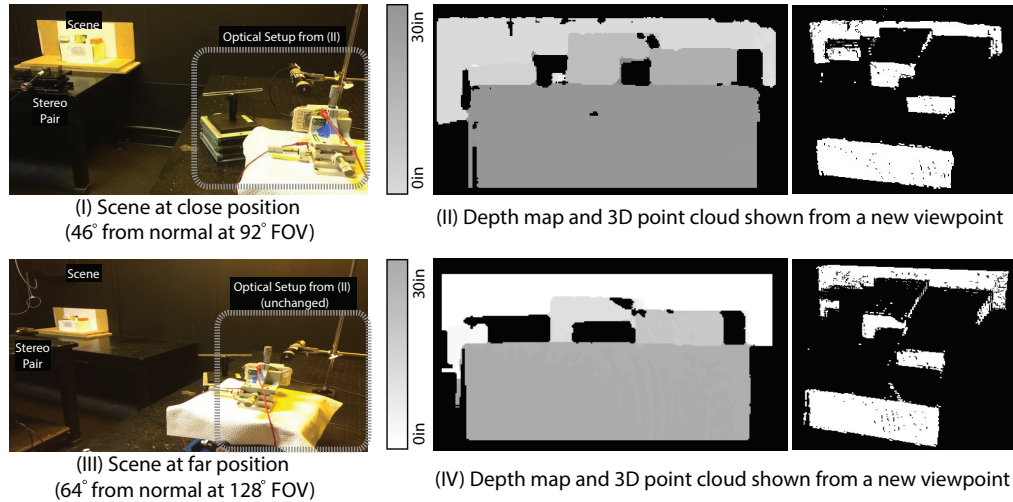 Scene
Optical Setup from (II)
Stereo
Pair
30in
0in
(I) Scene at close position
(46° from normal at 92° FOV)
(II) Depth map and 3D point cloud shown from a new viewpoint
Scene
Optical Setup from (II)
(unchanged)
Stereo
Pair
30in
0in
(III) Scene at far position
(64° from normal at 128° FOV)
(IV) Depth map and 3D point cloud shown from a new viewpoint